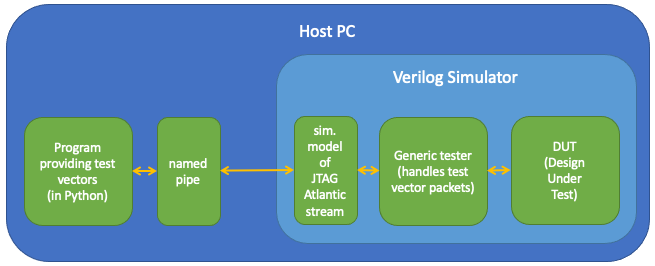 Host PC
Verilog Simulator
Program
providing test
vectors
(in Python)
named
pipe
sim.
model
of
JTAG
Atlantic
stream
Generic tester
(handles test
vector packets)
DUT
(Design
Under
Test)